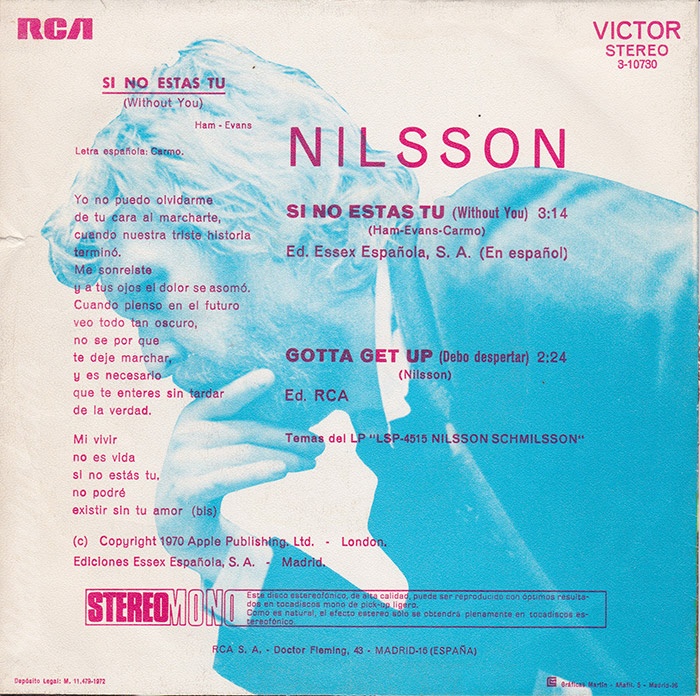 RCA
VICTOR
STEREO
3-10730
SI NO ESTAS TU
(Without You)
Ham - Evans
Letra española: Carmo.
Yo no puedo olvidarme
de tu cara al marcharte,
cuando nuestra triste historia
terminó.
Me sonreíste
y a tus ojos el dolor se asomó.
Cuando pienso en el futuro
veo todo tan oscuro,
no se por que
te deje marchar,
y es necesario
que te enteres sin tardar
de la verdad.
Mi vivir
no es vida
si no estás tu,
no podré
existir sin tu amor (bis)
(c) Copyright 1970 Apple Publishing. Ltd. - London.
Ediciones Essex Española, S. A. - Madrid.
NILSSON
SI NO ESTAS TU (Without You) 3:14
(Ham-Evans-Carmo)
Ed. Essex Española, S. A. (En español)
GOTTA GET UP (Debo despertar) 2:24
(Nilsson)
Ed. RCA
Temas del LP "LSP-4515 NILSSON SCHMILSSON"
STEREO MONO
Este disco estereofónico, de alta calidad, puede ser reproducido con óptimos resulta-
dos en tocadiscos mono de pick-up ligero.
Como es natural, el efecto estereo sólo se obtendrá plenamente en tocadiscos es-
tereofónico.
RCA S. A. - Doctor Fleming, 43 - MADRID-16 (ESPAÑA)
Depósito Legal: M. 11.479-1972
Gráficas Martín - Añafil, 5 - Madrid-26